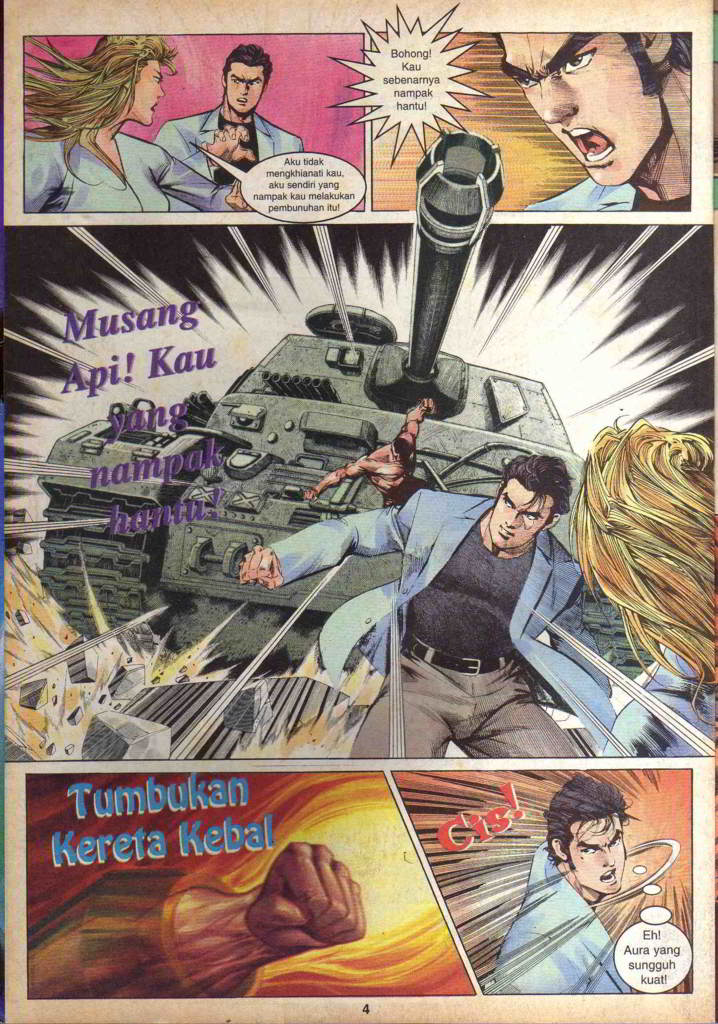 Aku tidak
mengkhianati kau,
aku sendiri yang
nampak kau melakukan
pembunuhan itu!
Bohong!
Kau
sebenarnya
nampak
hantu!
Musang
Api! Kau
yang
nampak
hantu!
Tumbukan
Kereta Kebal
Cis!
Eh!
Aura yang
sungguh
kuat!
4